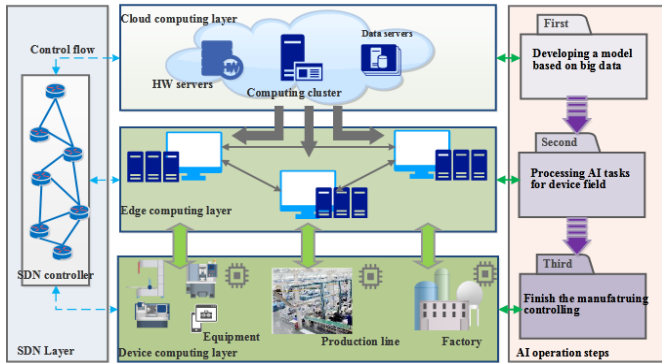 Cloud computing layer
Control flow
HW servers
HW
Computing cluster
Data servers
SDN controller
SDN Layer
Edge computing layer
Equipment
Production line
Factory
Device computing layer
First
Developing a model
based on big data
Second
Processing AI tasks
for device field
Third
Finish the manufatruing
controlling
AI operation steps